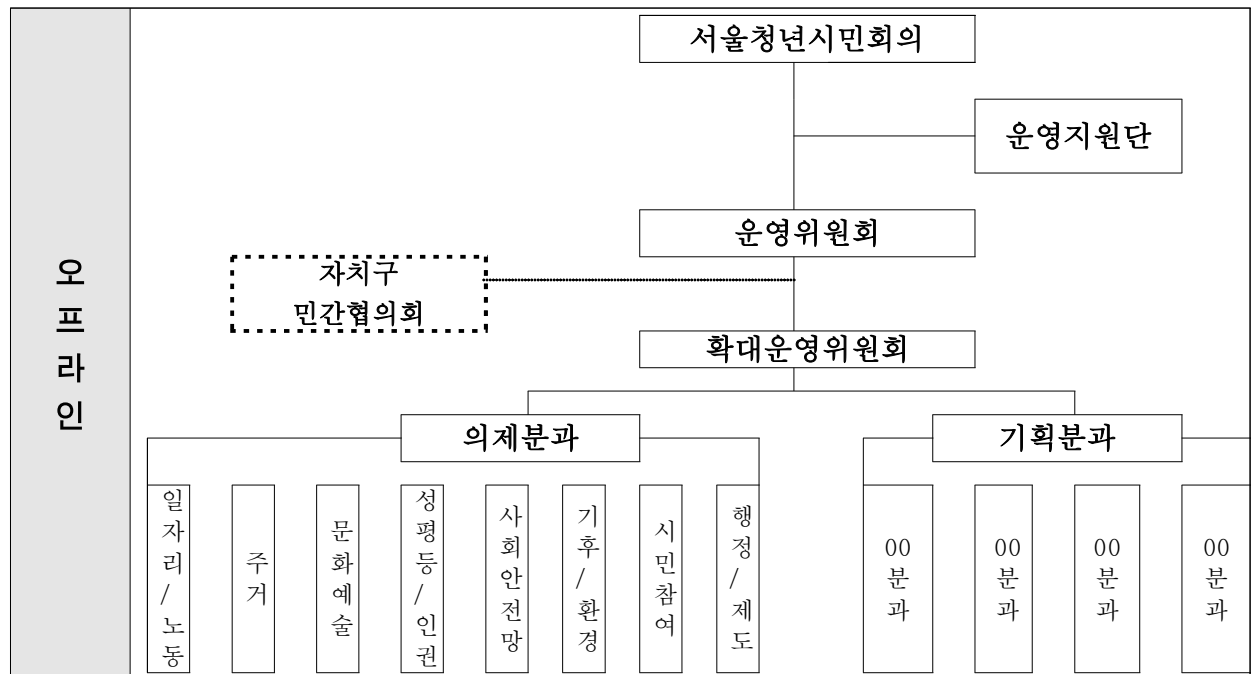 오프라인
서울청년시민회의
운영지원단
운영위원회
자치구
민간협의회
확대운영위원회
의제분과
기획분과
일자리/노동
주거
문화예술
성평등/인권
사회안전망
기후/환경
시민참여
행정/제도
00분과
00분과
00분과
00분과